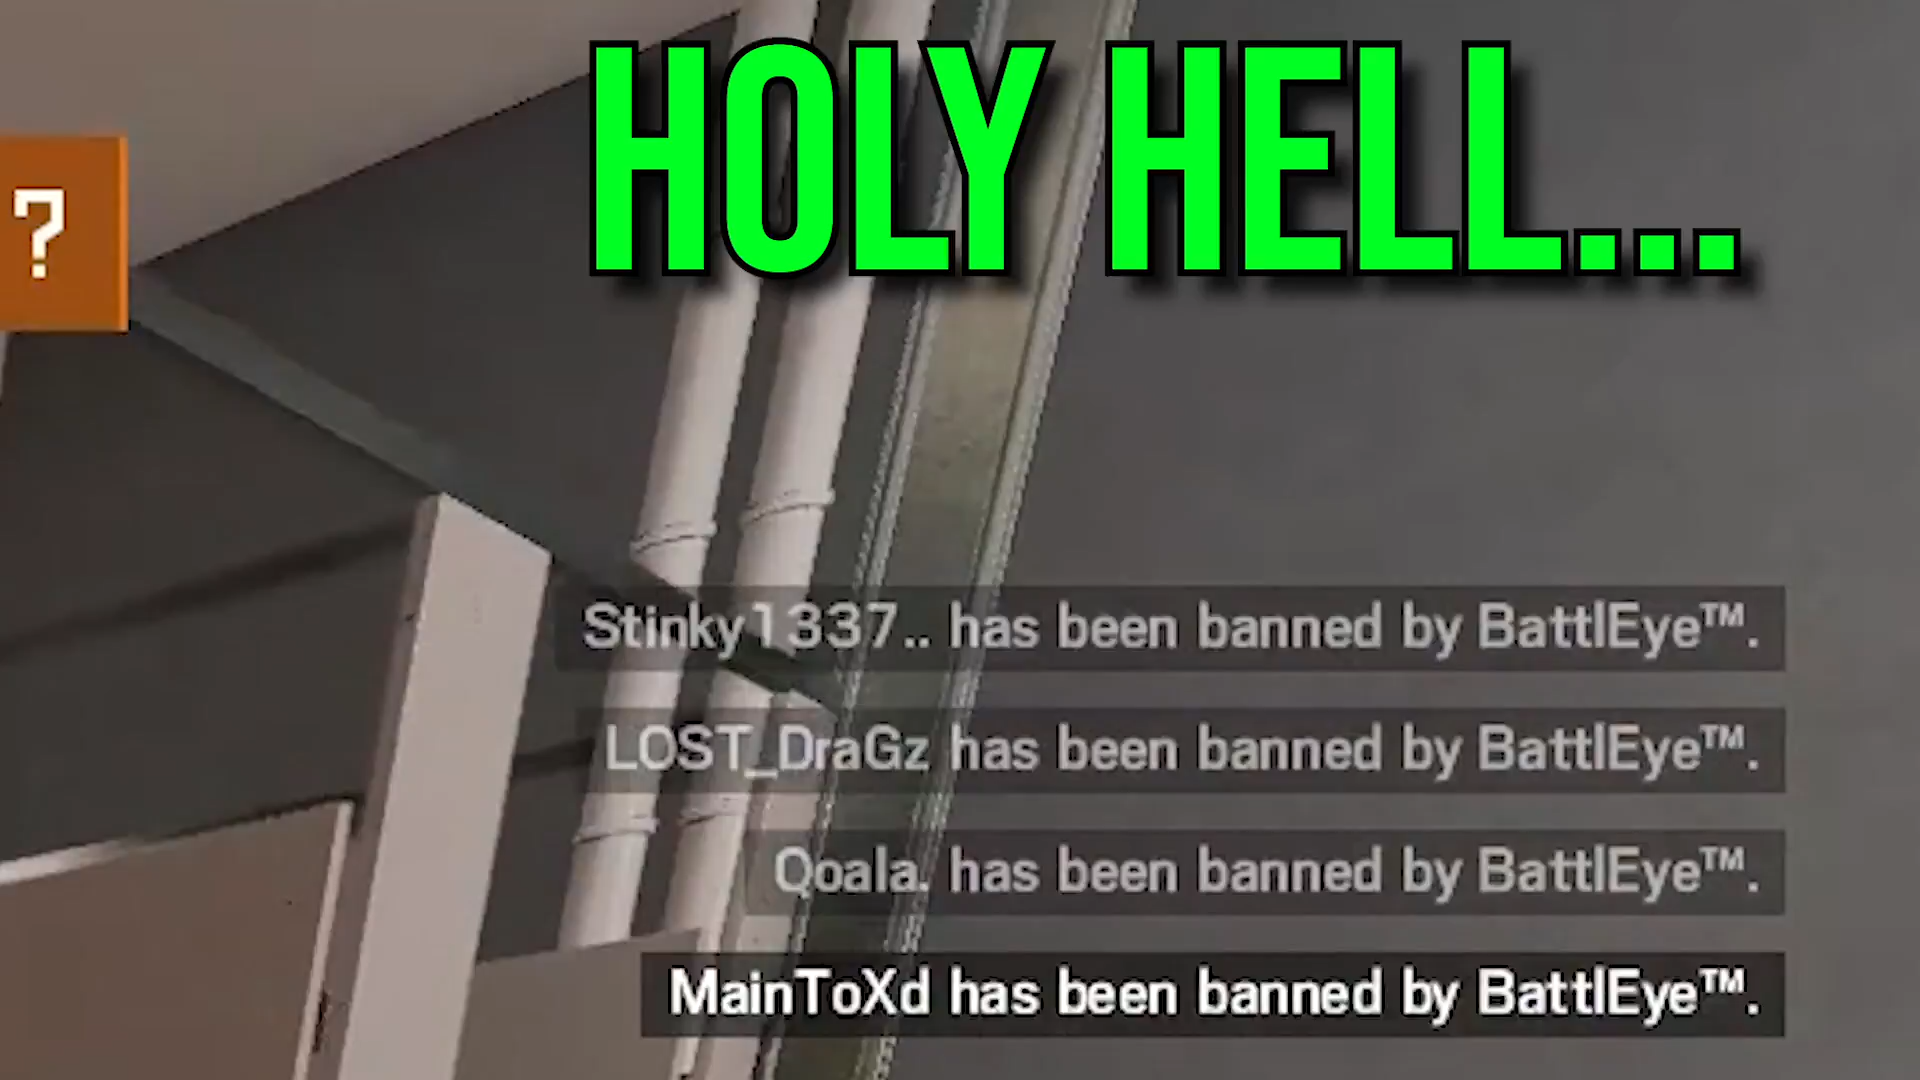 HOLY HELL...
?
Stinky1337.. has been banned by BattlEye™.
LOST_DraGz has been banned by BattlEye™.
Qoala. has been banned by BattlEye™.
MainToXd has been banned by BattlEye™.